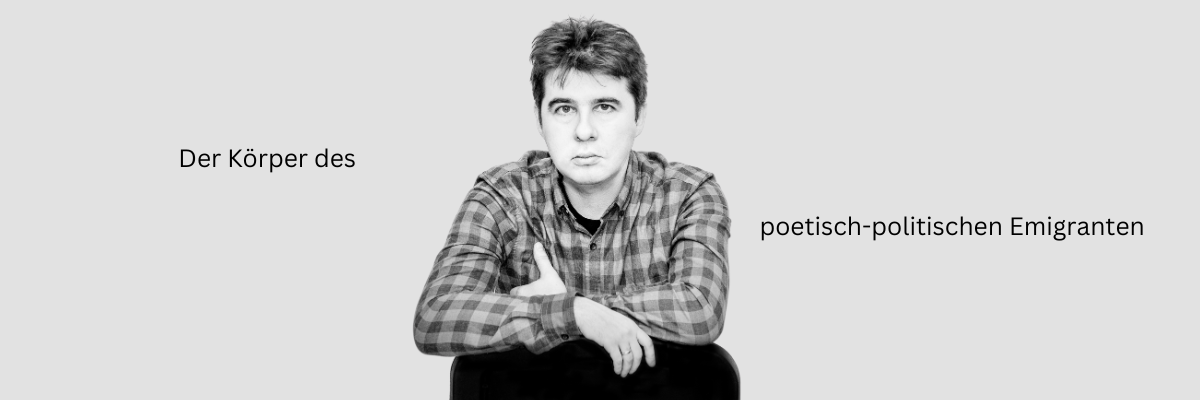 Der Körper des
poetisch-politischen Emigranten